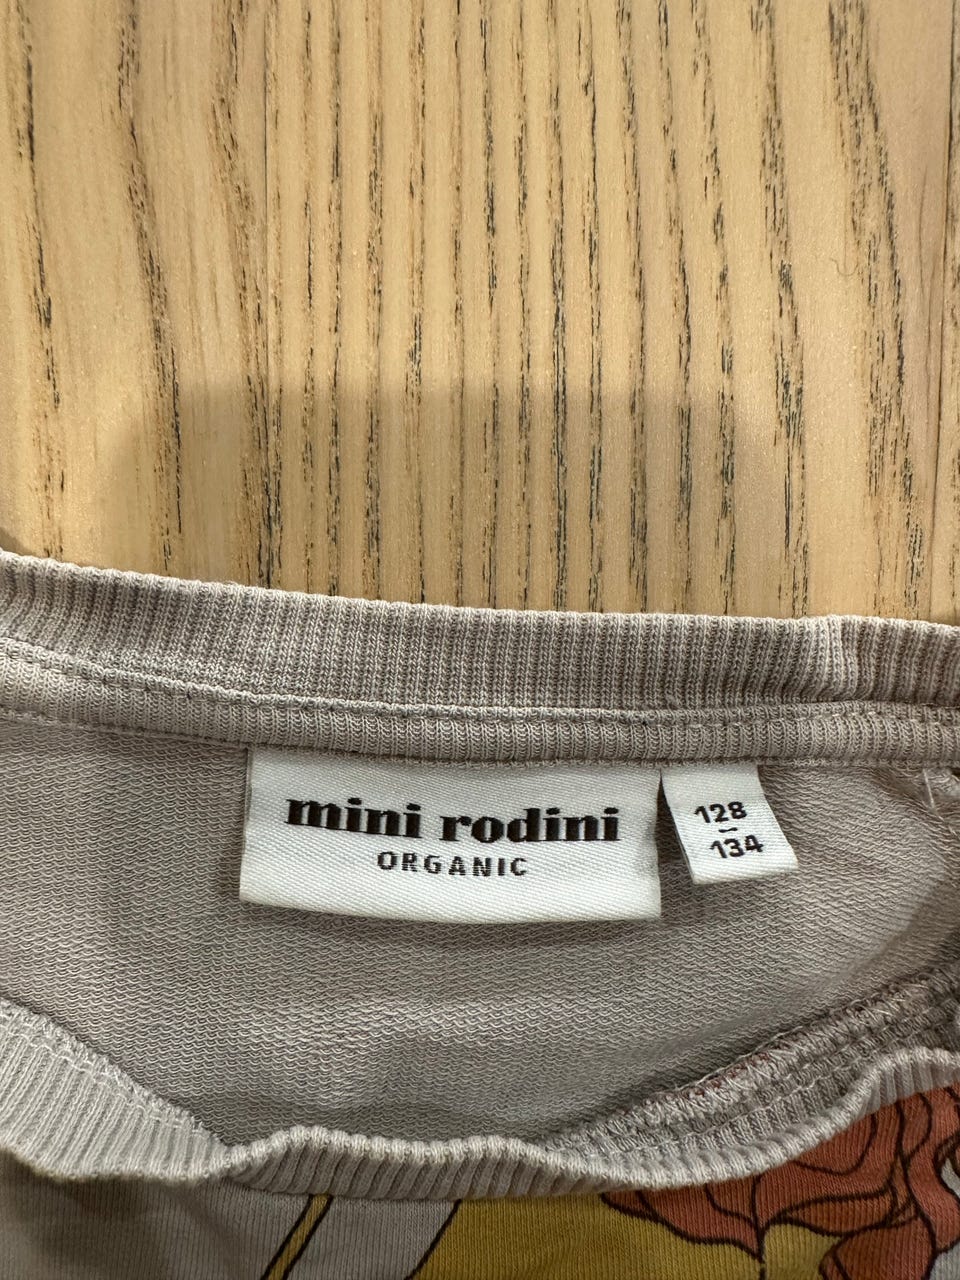 mini rodini
ORGANIC
128
–
134